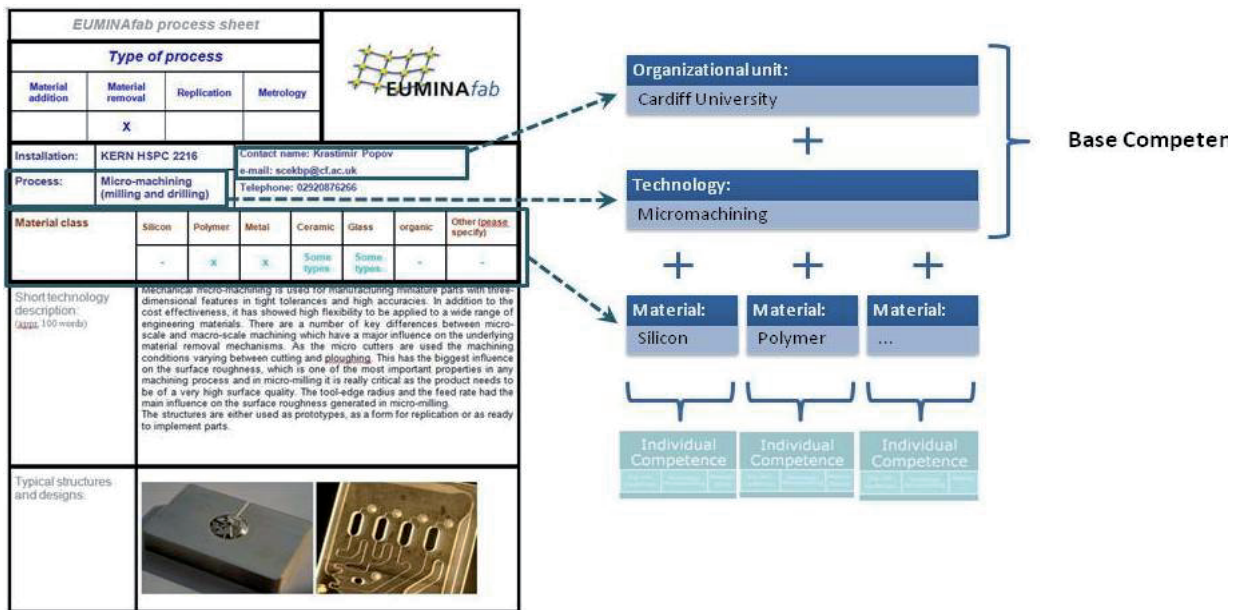 EUMINAfab process sheet
Type of process
Material addition
Material removal
Replication
Metrology
X
EUMINAfab
Installation:
KERN HSPC 2216
Contact name: Krastimir Popov
e-mail: scekbp@cf.ac.uk
Process:
Micro-machining
(milling and drilling)
Telephone: 02920876266
Material class
Silicon
Polymer
Metal
Ceramic
Glass
organic
Other (pease specify)
-
x
x
Some types
Some types
-
-
Short technology
description:
(appr. 100 words)
Mechanical micro-machining is used for manufacturing miniature parts with three-
dimensional features in tight tolerances and high accuracies. In addition to the
cost effectiveness, it has showed high flexibility to be applied to a wide range of
engineering materials. There are a number of key differences between micro-
scale and macro-scale machining which have a major influence on the underlying
material removal mechanisms. As the micro cutters are used the machining
conditions varying between cutting and ploughing. This has the biggest influence
on the surface roughness, which is one of the most important properties in any
machining process and in micro-milling it is really critical as the product needs to
be of a very high surface quality. The tool-edge radius and the feed rate had the
main influence on the surface roughness generated in micro-milling.
The structures are either used as prototypes, as a form for replication or as ready
to implement parts.
Typical structures
and designs:
Organizational unit:
Cardiff University
+
Technology:
Micromachining
Base Competen
+ + +
Material:
Silicon
Material:
Polymer
Material:
...
Individual
Competence
Individual
Competence
Individual
Competence